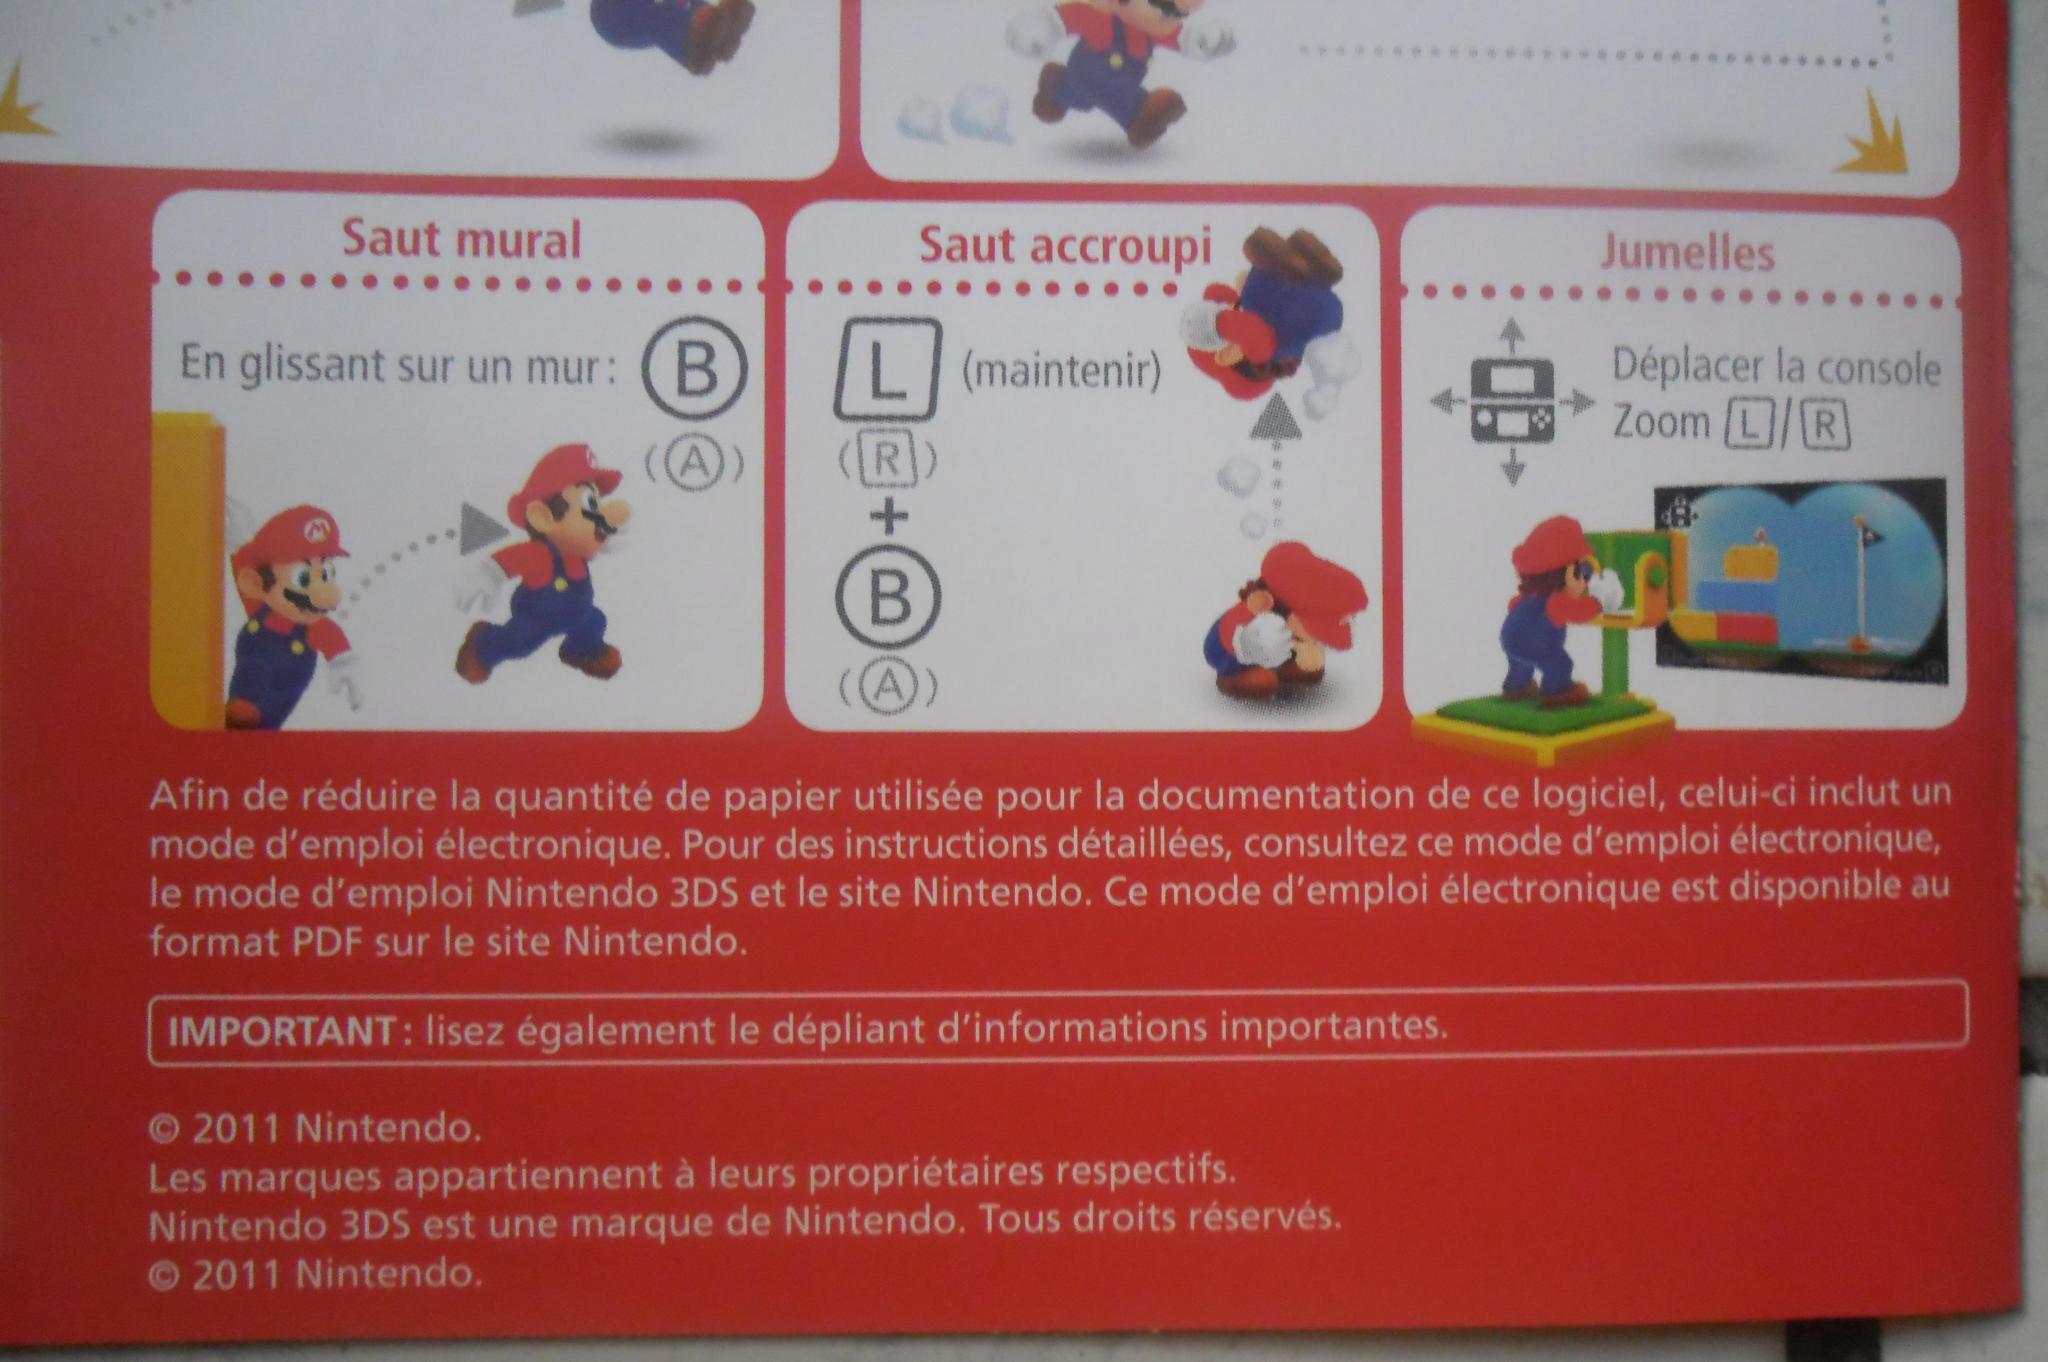 Saut mural
En glissant sur un mur : B
(A)
Saut accroupi
L (maintenir)
(R)
+
B
(A)
Jumelles
Déplacer la console
Zoom L/R
Afin de réduire la quantité de papier utilisée pour la documentation de ce logiciel, celui-ci inclut un
mode d'emploi électronique. Pour des instructions détaillées, consultez ce mode d'emploi électronique,
le mode d'emploi Nintendo 3DS et le site Nintendo. Ce mode d'emploi électronique est disponible au
format PDF sur le site Nintendo.
IMPORTANT : lisez également le dépliant d'informations importantes.
© 2011 Nintendo.
Les marques appartiennent à leurs propriétaires respectifs.
Nintendo 3DS est une marque de Nintendo. Tous droits réservés.
© 2011 Nintendo.